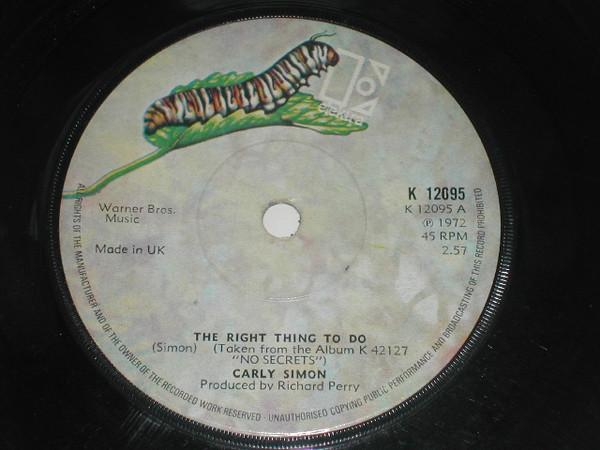 elektra
K 12095
Warner Bros.
Music
K 12095 A
℗ 1972
45 RPM
Made in UK
2.57
THE RIGHT THING TO DO
(Simon) (Taken from the Album K 42127
"NO SECRETS")
CARLY SIMON
Produced by Richard Perry
ALL RIGHTS OF THE MANUFACTURER AND OF THE OWNER OF THE RECORDED WORK RESERVED · UNAUTHORISED COPYING PUBLIC PERFORMANCE AND BROADCASTING OF THIS RECORD PROHIBITED